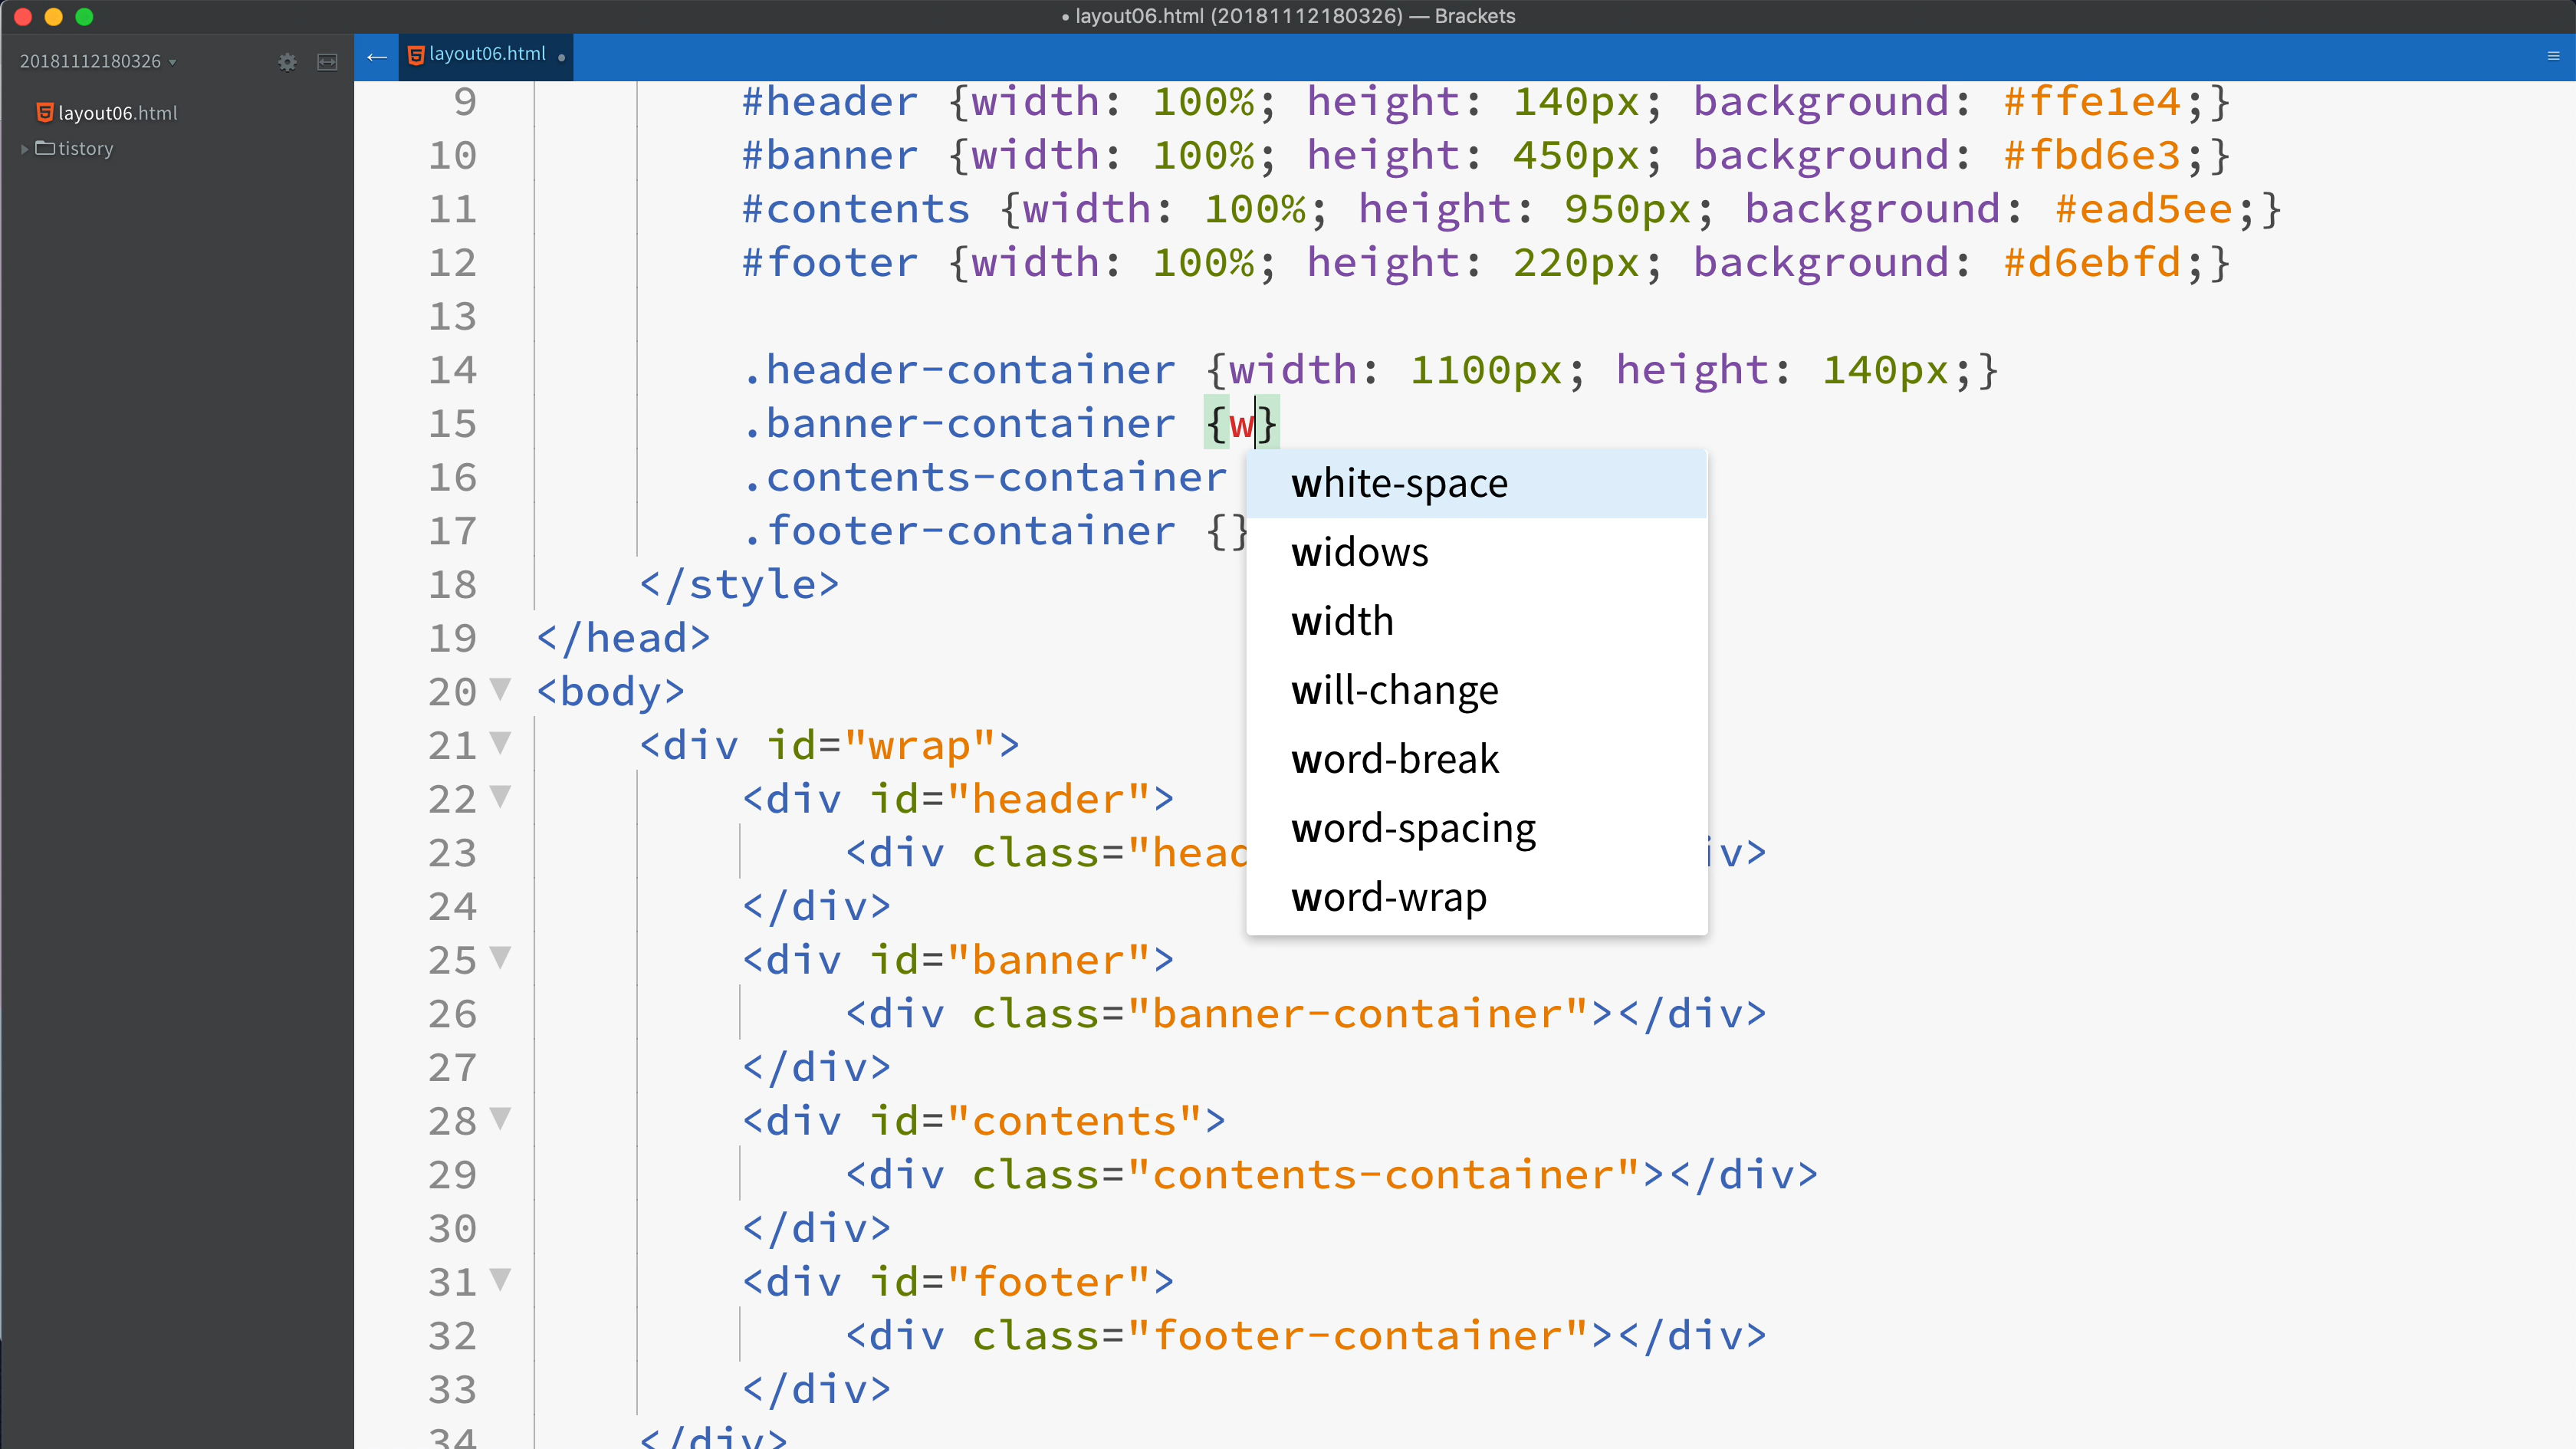 • layout06.html (20181112180326) — Brackets
20181112180326
layout06.html
tistory
← layout06.html •
9 #header {width: 100%; height: 140px; background: #ffe1e4;}
10 #banner {width: 100%; height: 450px; background: #fbd6e3;}
11 #contents {width: 100%; height: 950px; background: #ead5ee;}
12 #footer {width: 100%; height: 220px; background: #d6ebfd;}
13
14 .header-container {width: 1100px; height: 140px;}
15 .banner-container {w}
16 .contents-container
17 .footer-container {}
18 </style>
19 </head>
20 <body>
21 <div id="wrap">
22 <div id="header">
23 <div class="head iv>
24 </div>
25 <div id="banner">
26 <div class="banner-container"></div>
27 </div>
28 <div id="contents">
29 <div class="contents-container"></div>
30 </div>
31 <div id="footer">
32 <div class="footer-container"></div>
33 </div>
34 </div>
white-space
widows
width
will-change
word-break
word-spacing
word-wrap